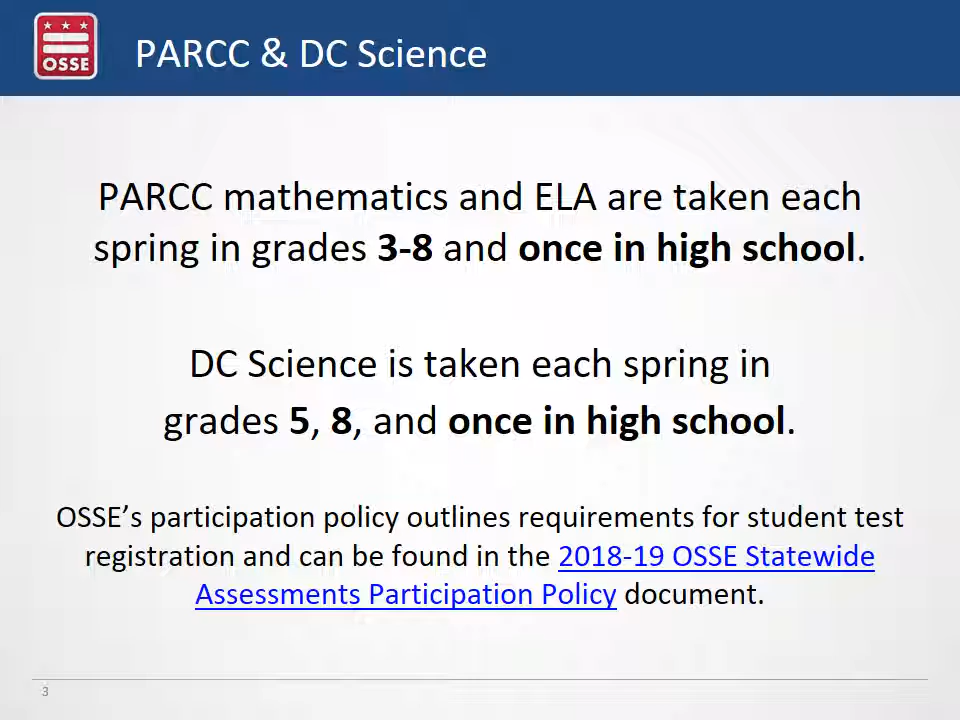 OSSE
PARCC & DC Science
PARCC mathematics and ELA are taken each
spring in grades 3-8 and once in high school.
DC Science is taken each spring in
grades 5, 8, and once in high school.
OSSE’s participation policy outlines requirements for student test
registration and can be found in the 2018-19 OSSE Statewide
Assessments Participation Policy document.
3